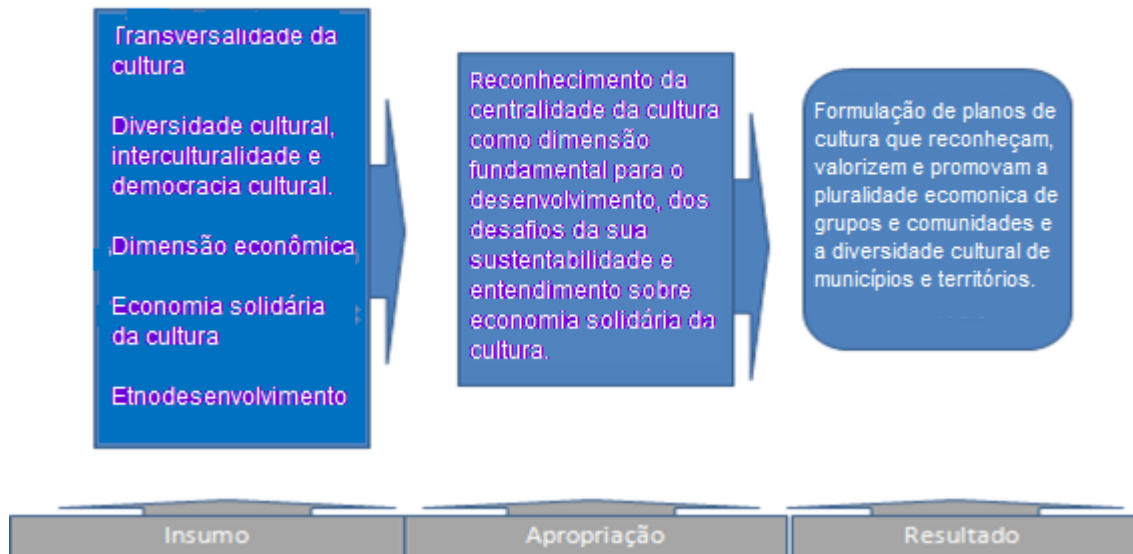 Transversalidade da
cultura
Diversidade cultural,
interculturalidade e
democracia cultural.
Dimensão econômica
Economia solidária
da cultura
Etnodesenvolvimento
Reconhecimento da
centralidade da cultura
como dimensão
fundamental para o
desenvolvimento, dos
desafios da sua
sustentabilidade e
entendimento sobre
economia solidária da
cultura.
Formulação de planos de
cultura que reconheçam,
valorizem e promovam a
pluralidade ecomonica de
grupos e comunidades e
a diversidade cultural de
municípios e territórios.
Insumo
Apropriação
Resultado